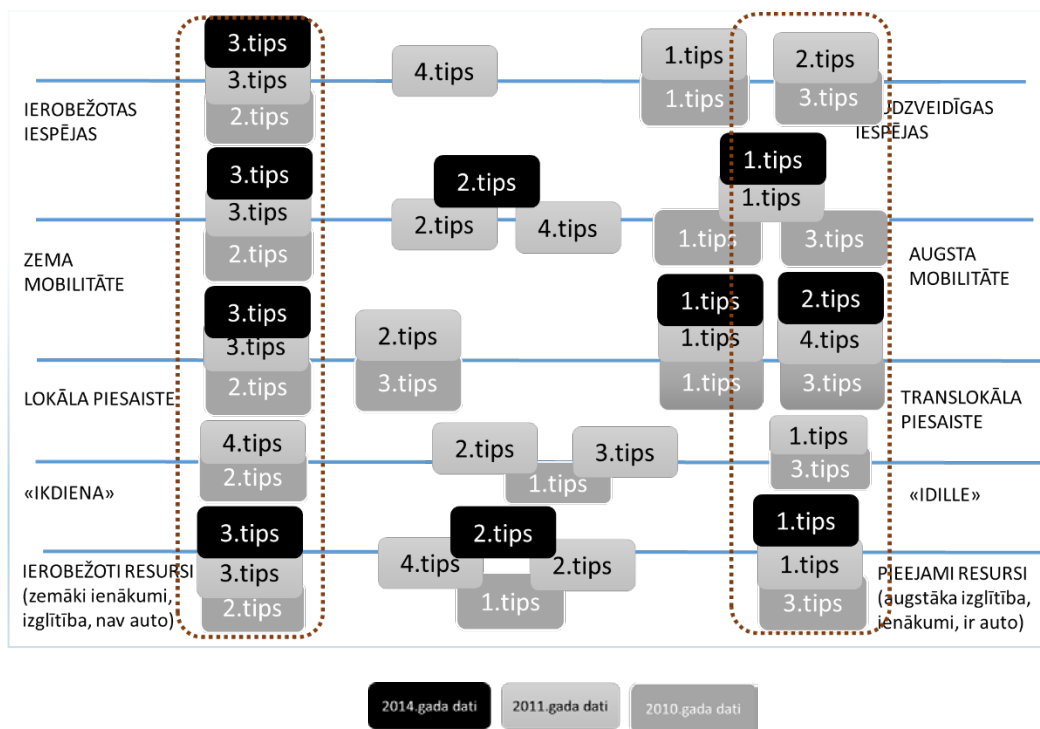 3.tips
3.tips
2.tips
4.tips
1.tips
1.tips
2.tips
3.tips
IEROBEŽOTAS
IESPĒJAS
UDZVEIDĪGAS
IESPĒJAS
3.tips
3.tips
2.tips
2.tips
2.tips
4.tips
1.tips
1.tips
1.tips
3.tips
ZEMA
MOBILITĀTE
AUGSTA
MOBILITĀTE
3.tips
3.tips
2.tips
2.tips
3.tips
1.tips
1.tips
1.tips
2.tips
4.tips
3.tips
LOKĀLA PIESAISTE
TRANSLOKĀLA
PIESAISTE
4.tips
2.tips
2.tips
3.tips
1.tips
1.tips
3.tips
«IKDIENA»
«IDILLE»
3.tips
3.tips
2.tips
2.tips
4.tips
2.tips
1.tips
1.tips
1.tips
3.tips
IEROBEŽOTI RESURSI
(zemāki ienākumi,
izglītība, nav auto)
PIEEJAMI RESURSI
(augstāka izglītība,
ienākumi, ir auto)
2014.gada dati
2011.gada dati
2010.gada dati